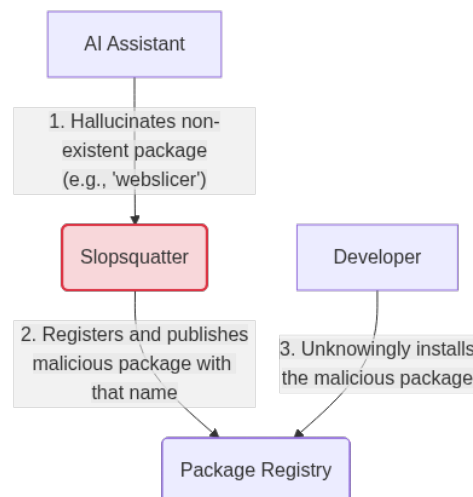 AI Assistant
1. Hallucinates non-
existent package
(e.g., 'webslicer')
Slopsquatter
Developer
2. Registers and publishes
malicious package with
that name
3. Unknowingly installs
the malicious package
Package Registry